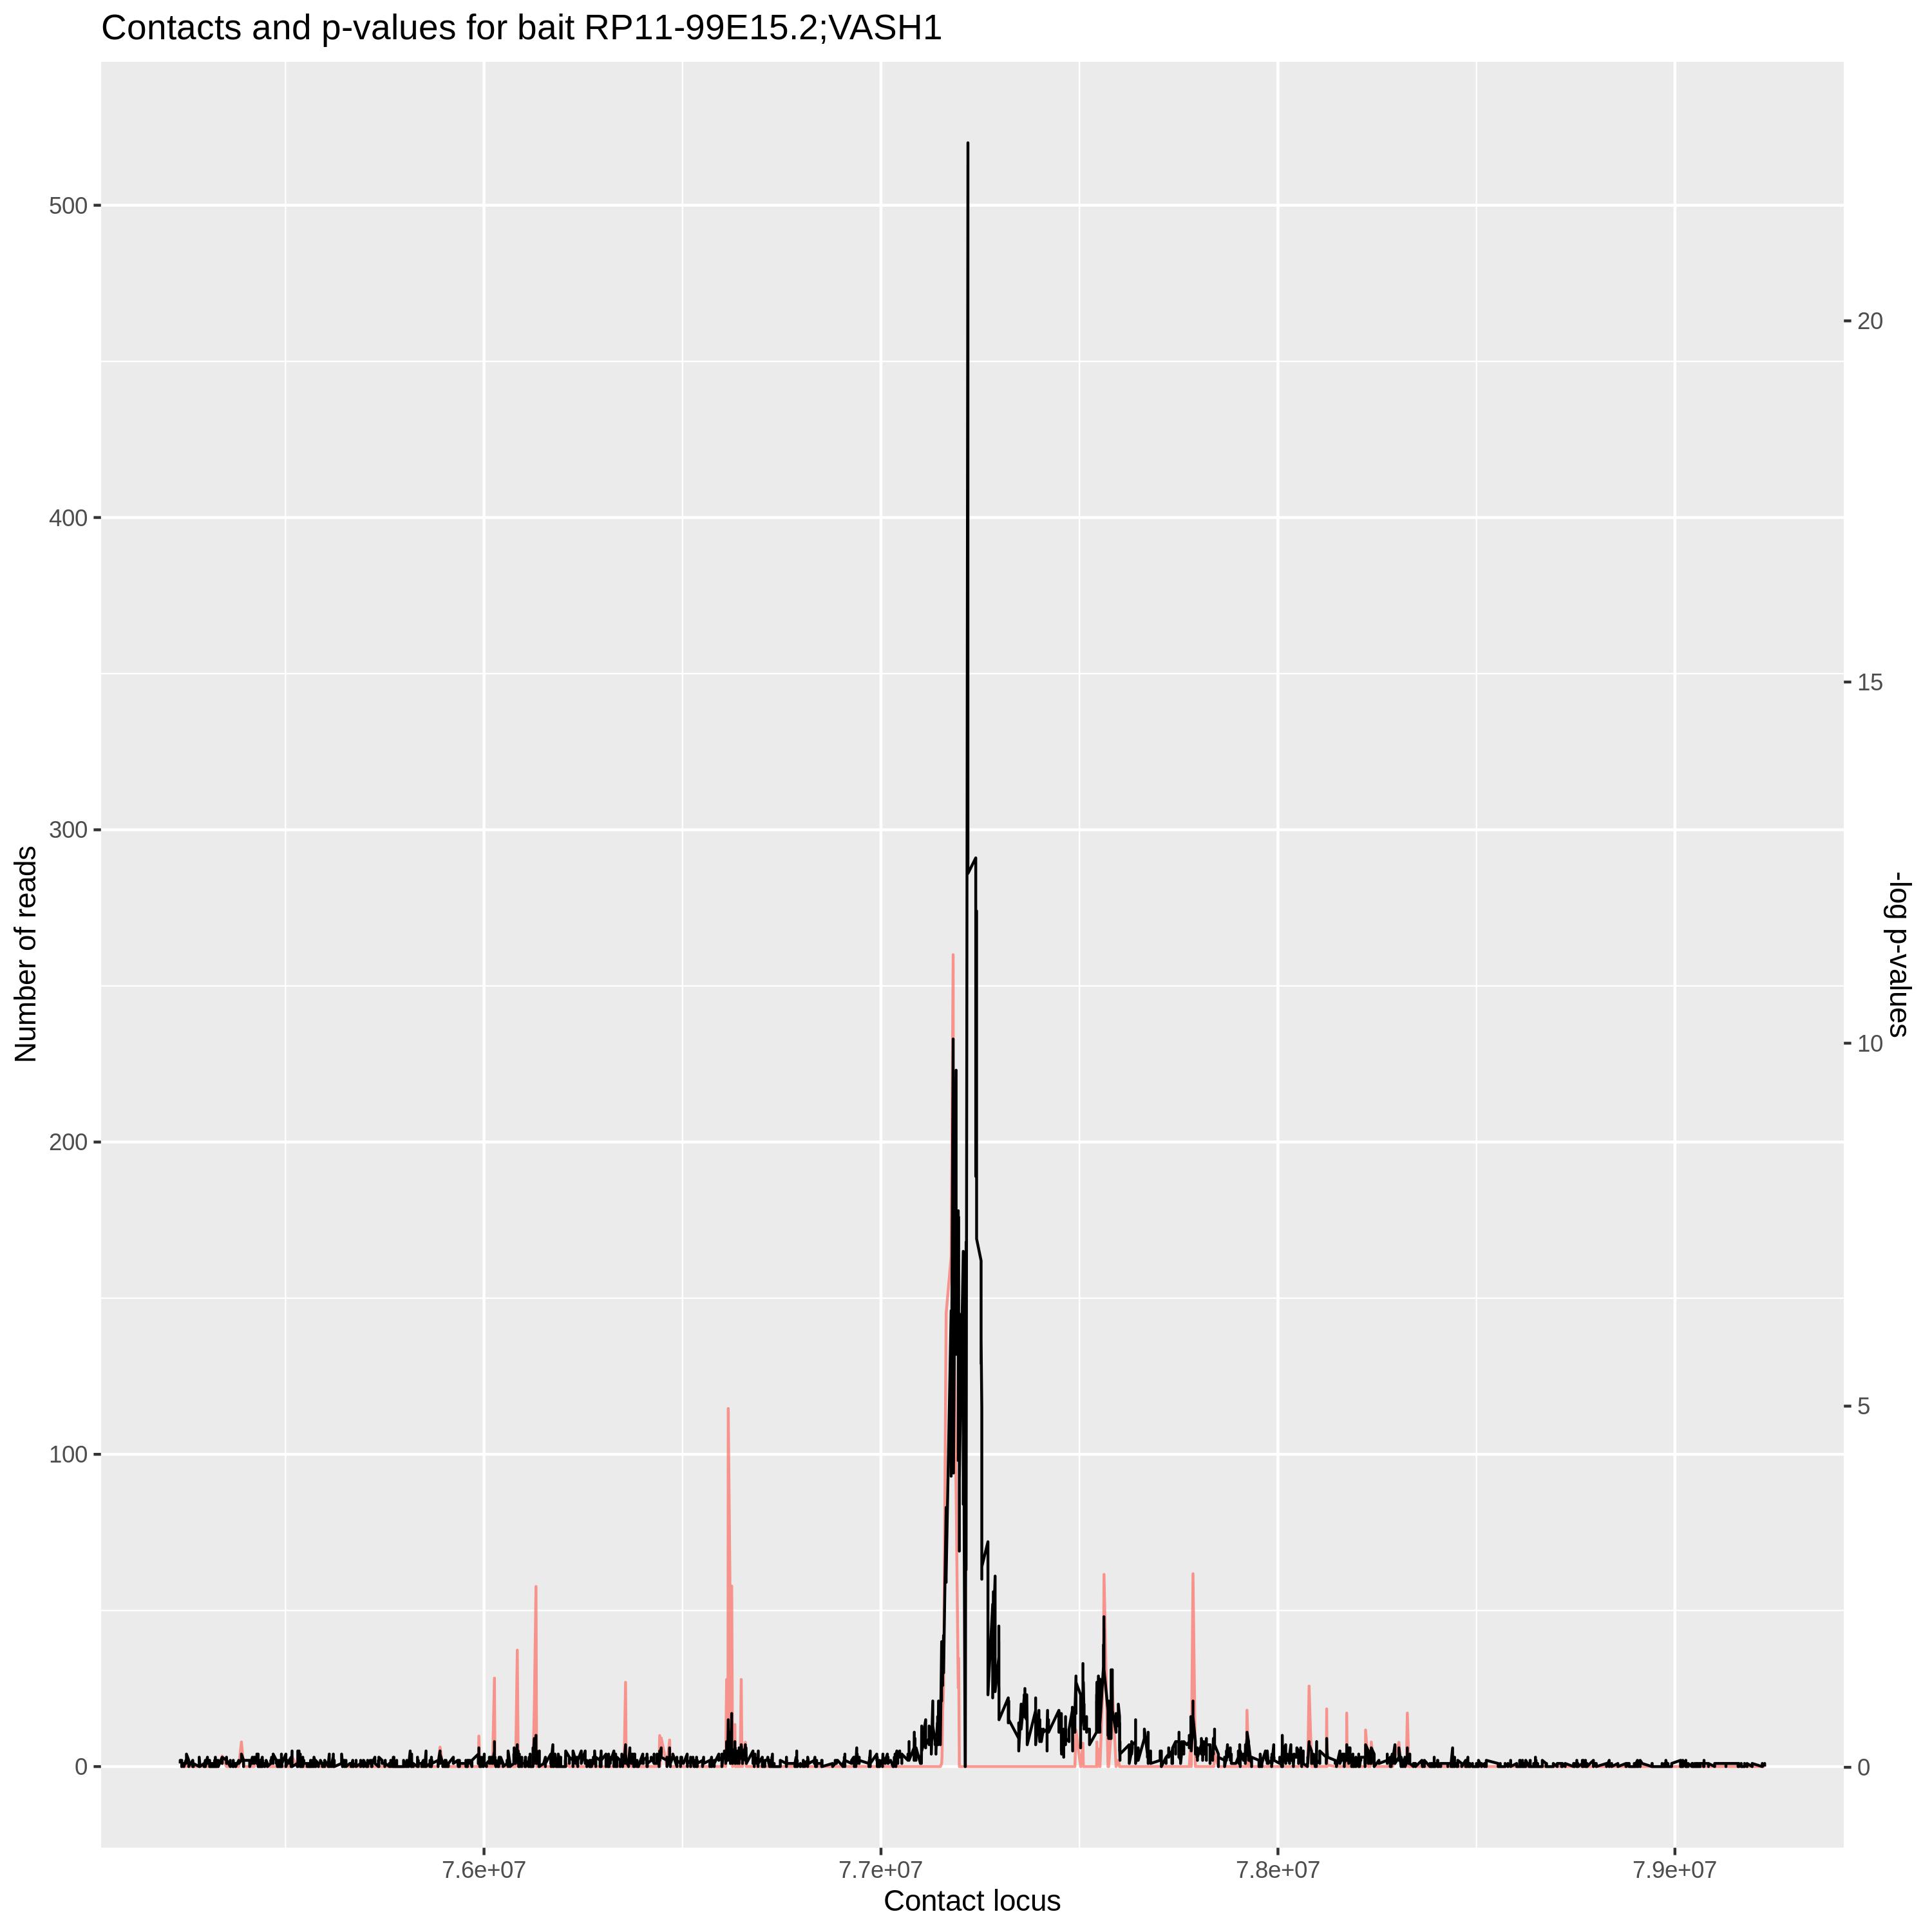 Contacts and p-values for bait RP11-99E15.2;VASH1
500
400
300
200
100
0
Number of reads
20
15
10
5
0
-log p-values
7.6e+07 7.7e+07 7.8e+07 7.9e+07
Contact locus